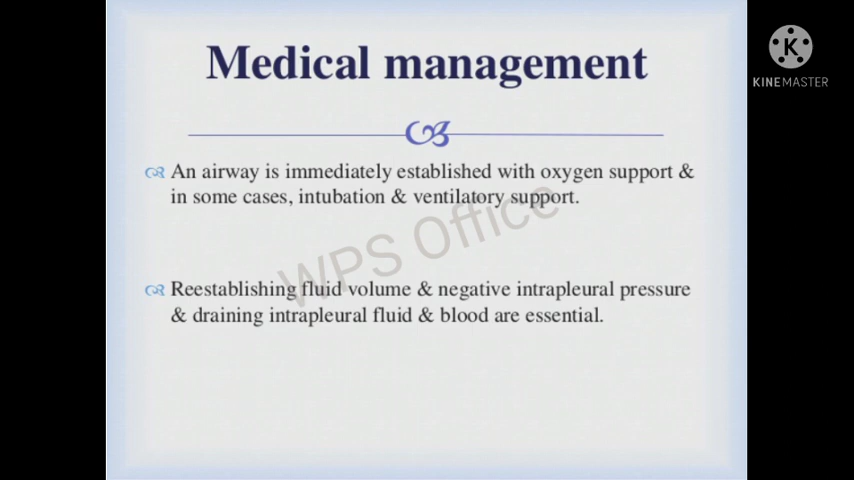 Medical management
An airway is immediately established with oxygen support &
in some cases, intubation & ventilatory support.
Reestablishing fluid volume & negative intrapleural pressure
& draining intrapleural fluid & blood are essential.
WPS Office
K
KINEMASTER